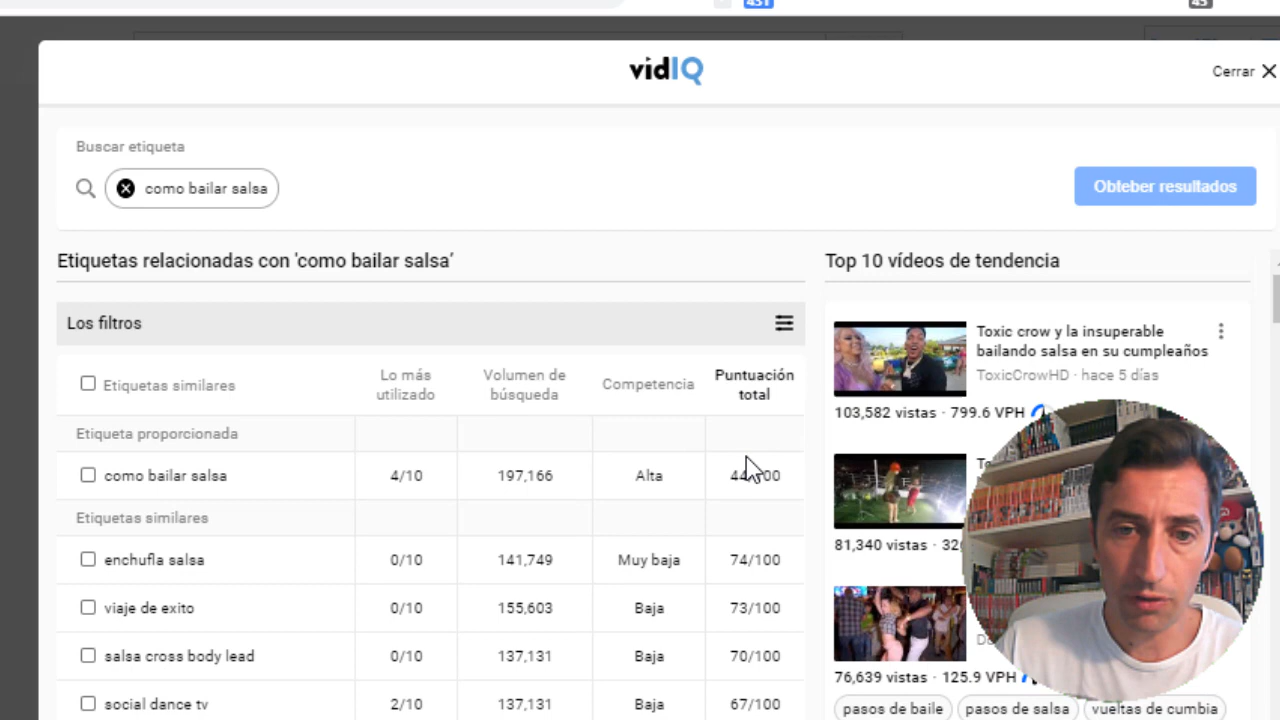 431
45
vidIQ
Cerrar
Buscar etiqueta
como bailar salsa
Obleber resultados
Etiquetas relacionadas con 'como bailar salsa'
Los filtros
Etiquetas similares
Lo más utilizado
Volumen de búsqueda
Competencia
Puntuación total
Etiqueta proporcionada
como bailar salsa 4/10 197,166 Alta
Etiquetas similares
enchufla salsa 0/10 141,749 Muy baja 74/100
viaje de exito 0/10 155,603 Baja 73/100
salsa cross body lead 0/10 137,131 Baja 70/100
social dance tv 2/10 137,131 Baja 67/100
Top 10 vídeos de tendencia
Toxic crow y la insuperable
bailando salsa en su cumpleaños
ToxicCrowHD · hace 5 días
103,582 vistas · 799.6 VPH
81,340 vistas ·
76,639 vistas · 125.9 VPH
pasos de baile pasos de salsa vueltas de cumbia